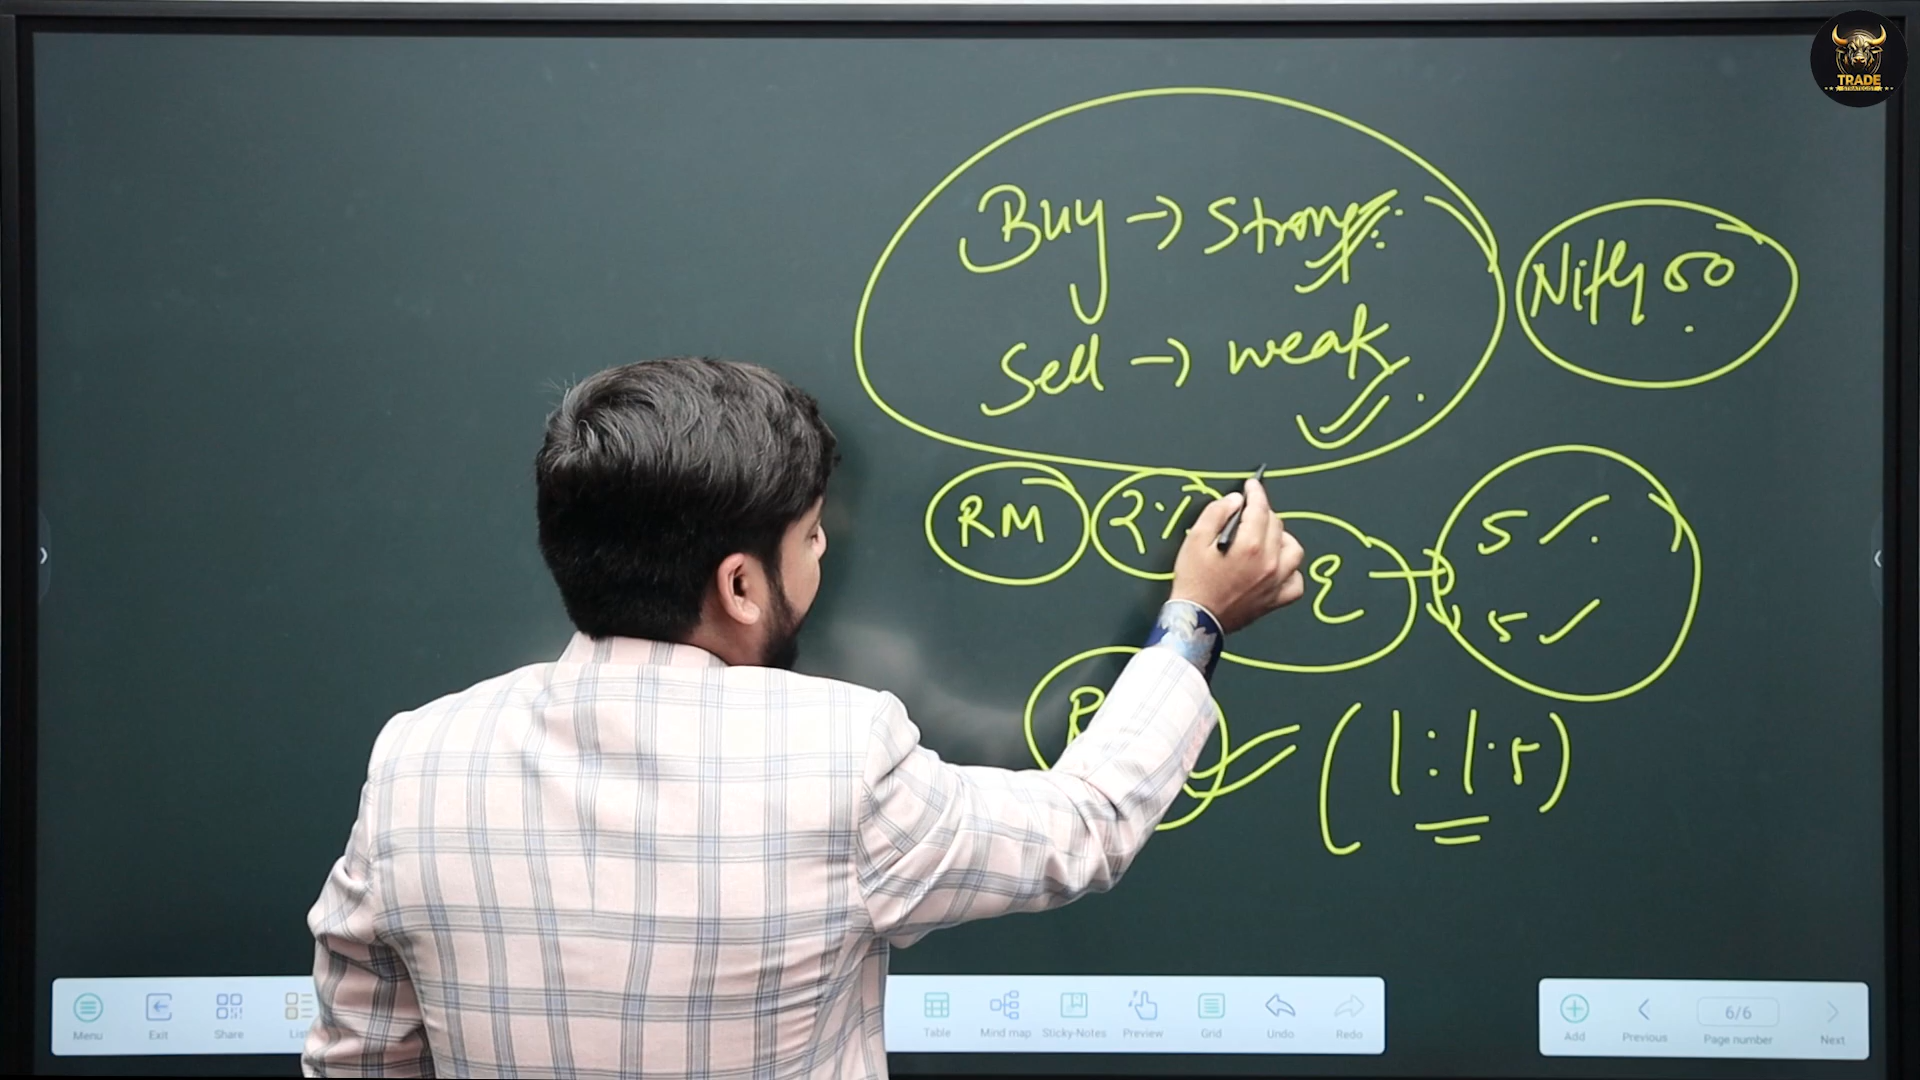 TRADE
STRATEGIST
Buy → Strong
Nifty 50
Sell → weak
RM 2%
5%
5%
(1:1.5)
Menu Exit Share
Table Mind map Sticky-Notes Preview Grid Undo Redo
Add Previous 6/6 Page number Next